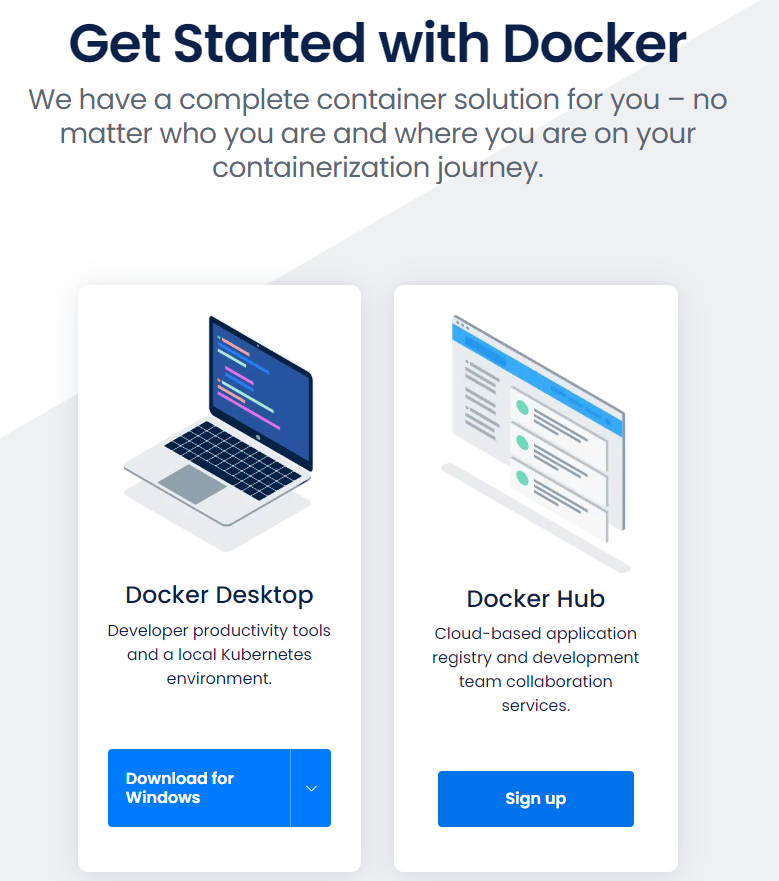 Get Started with Docker
We have a complete container solution for you – no
matter who you are and where you are on your
containerization journey.
Docker Desktop
Developer productivity tools
and a local Kubernetes
environment.
Download for
Windows
Docker Hub
Cloud-based application
registry and development
team collaboration
services.
Sign up